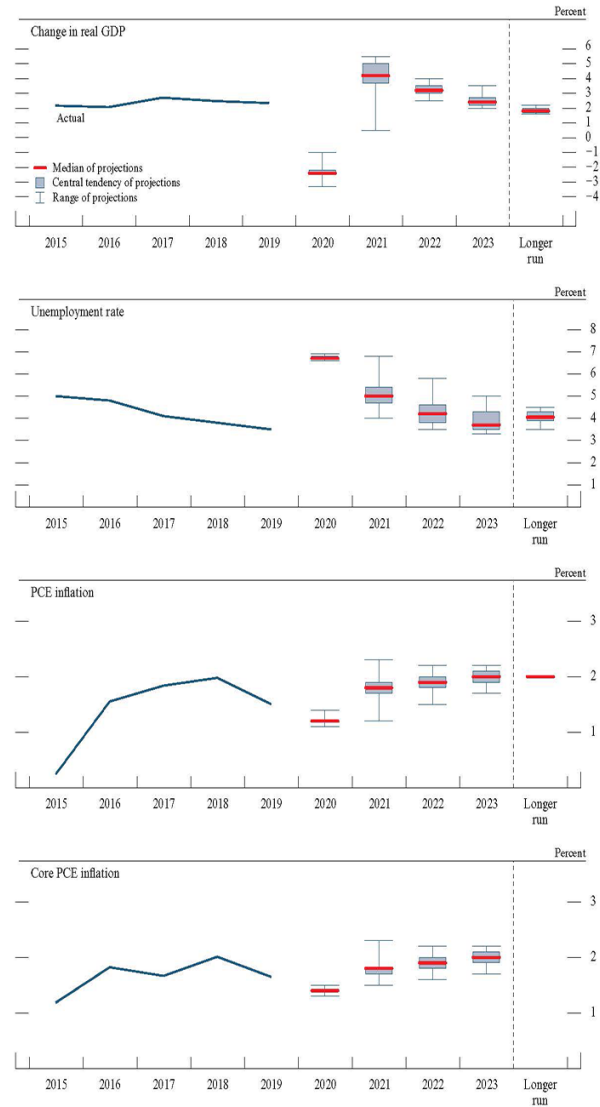 Percent
Change in real GDP
6
5
4
3
2
1
0
−1
−2
−3
−4
Actual
Median of projections
Central tendency of projections
Range of projections
2015 2016 2017 2018 2019 2020 2021 2022 2023 Longer
run
Percent
Unemployment rate
8
7
6
5
4
3
2
1
2015 2016 2017 2018 2019 2020 2021 2022 2023 Longer
run
Percent
PCE inflation
3
2
1
2015 2016 2017 2018 2019 2020 2021 2022 2023 Longer
run
Percent
Core PCE inflation
3
2
1
2015 2016 2017 2018 2019 2020 2021 2022 2023 Longer
run